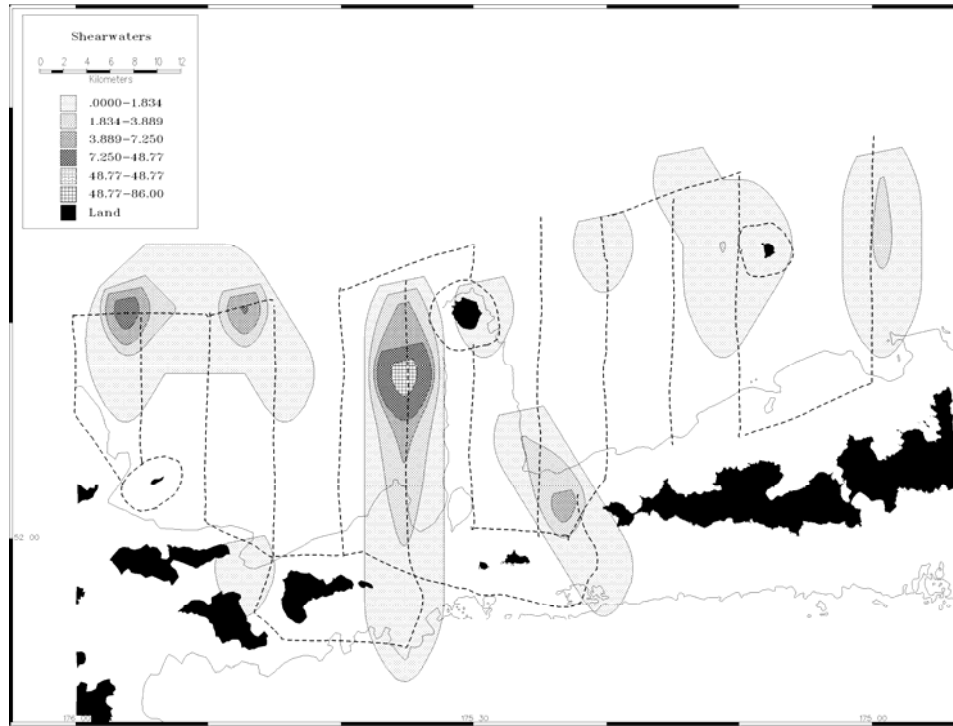 Shearwaters
0 2 4 6 8 10 12
Kilometers
.0000-1.834
1.834-3.889
3.889-7.250
7.250-48.77
48.77-48.77
48.77-86.00
Land
52 00
176 00 175 30 175 00